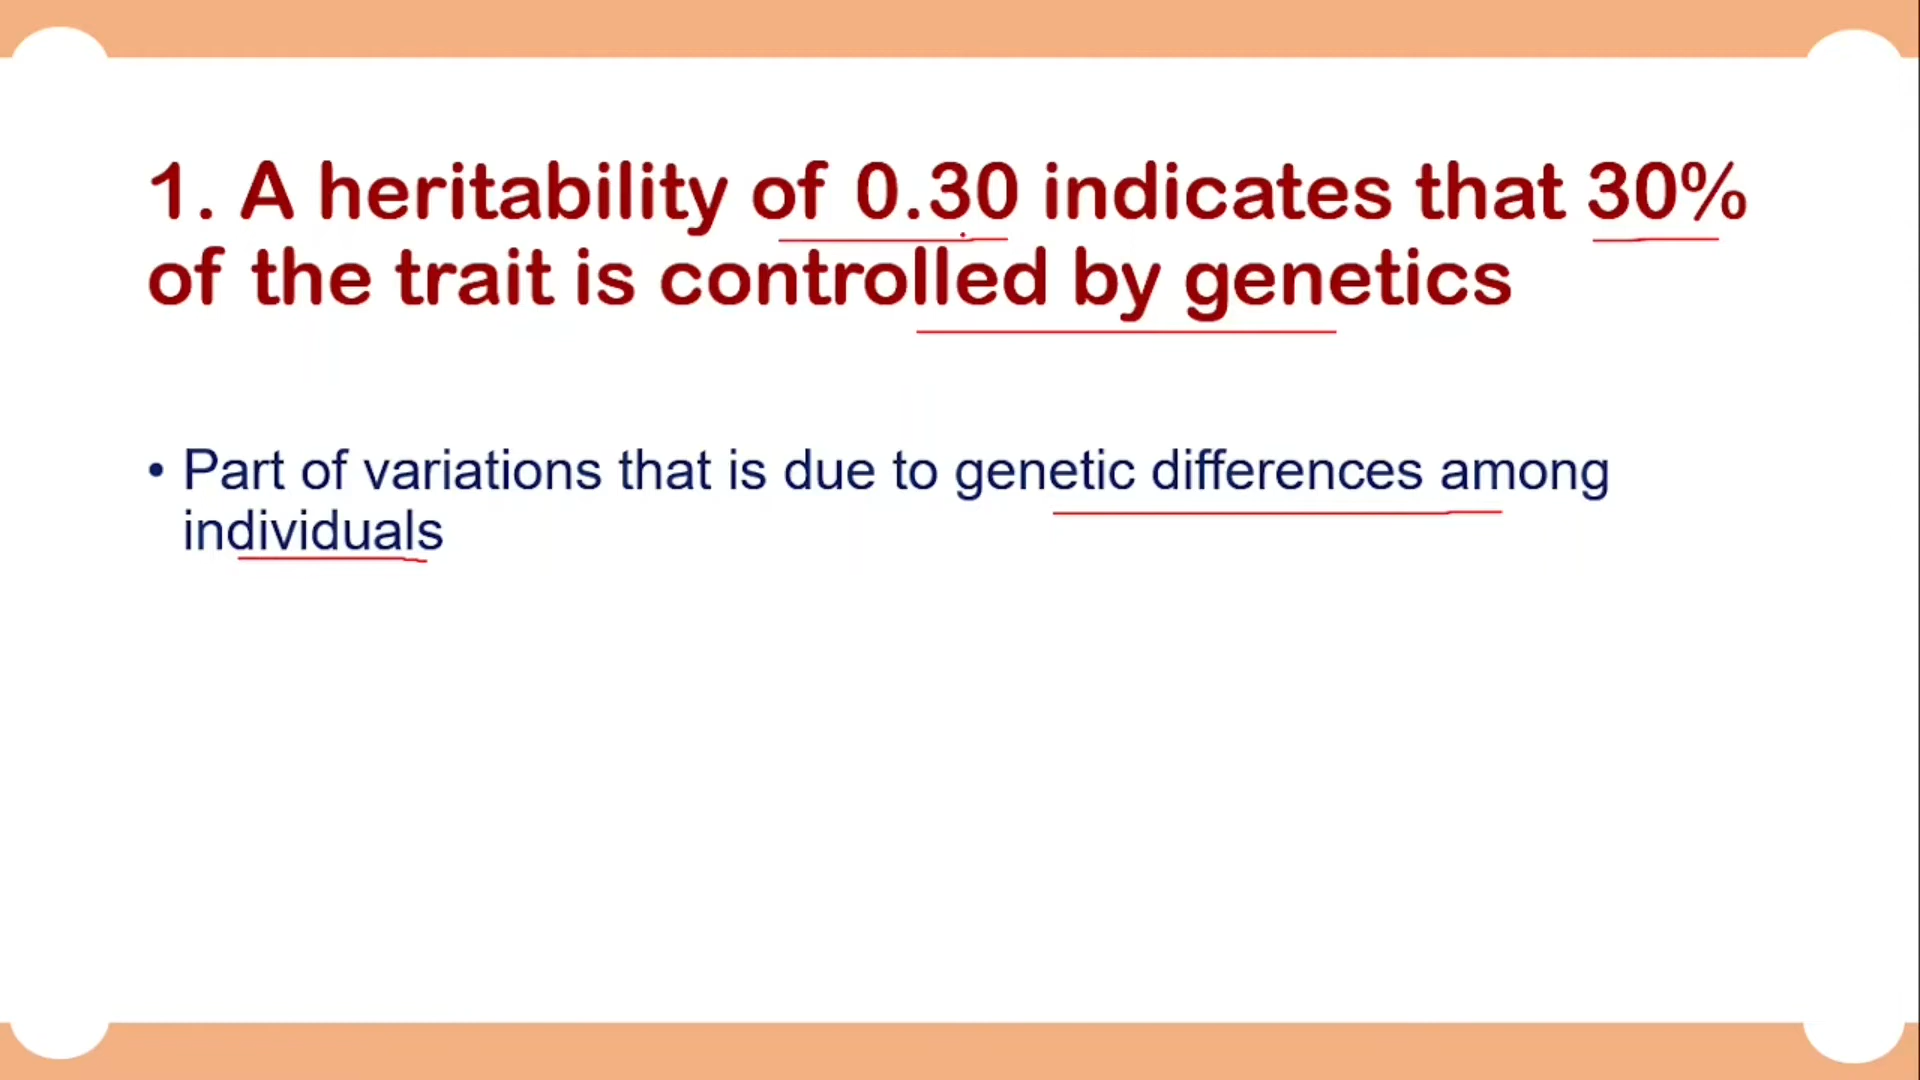 1. A heritability of 0.30 indicates that 30%
of the trait is controlled by genetics
• Part of variations that is due to genetic differences among
individuals